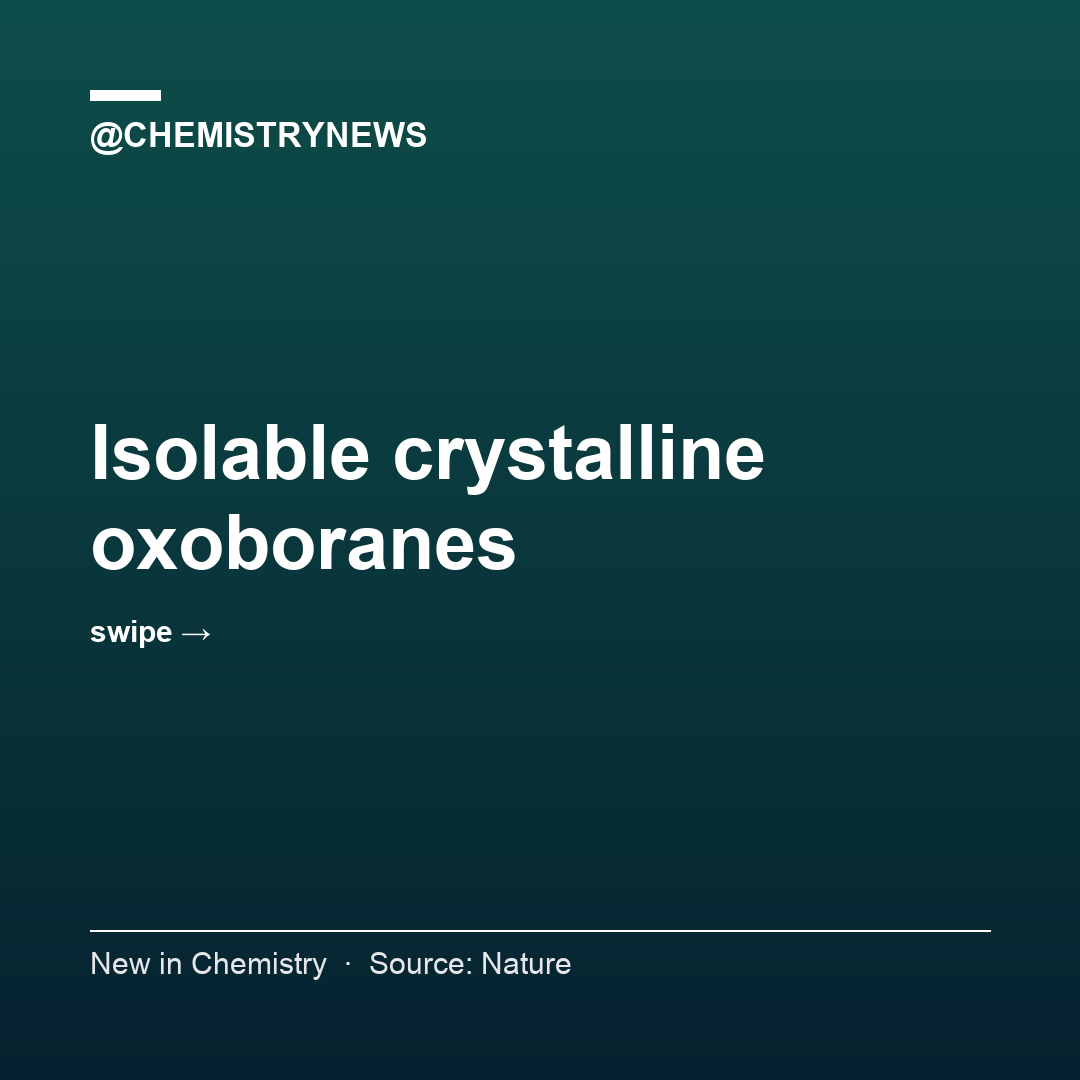 @CHEMISTRYNEWS
Isolable crystalline
oxoboranes
swipe →
New in Chemistry · Source: Nature